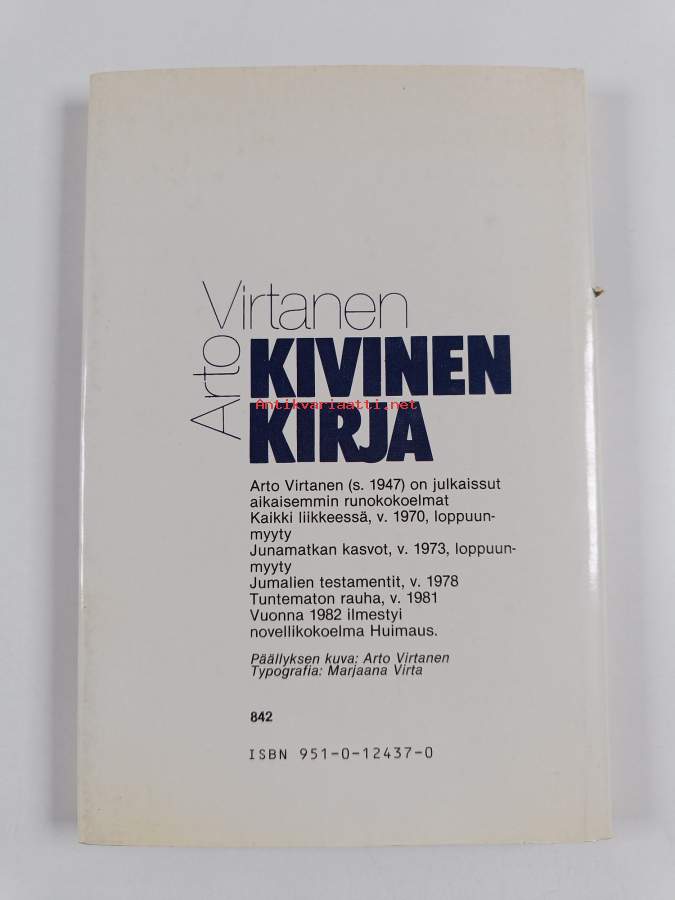 Arto
Virtanen
KIVINEN
Antikvariaatti.net
KIRJA
Arto Virtanen (s. 1947) on julkaissut
aikaisemmin runokokoelmat
Kaikki liikkeessä, v. 1970, loppuun-
myyty
Junamatkan kasvot, v. 1973, loppuun-
myyty
Jumalien testamentit, v. 1978
Tuntematon rauha, v. 1981
Vuonna 1982 ilmestyi
novellikokoelma Huimaus.
Päällyksen kuva: Arto Virtanen
Typografia: Marjaana Virta
842
ISBN 951-0-12437-0